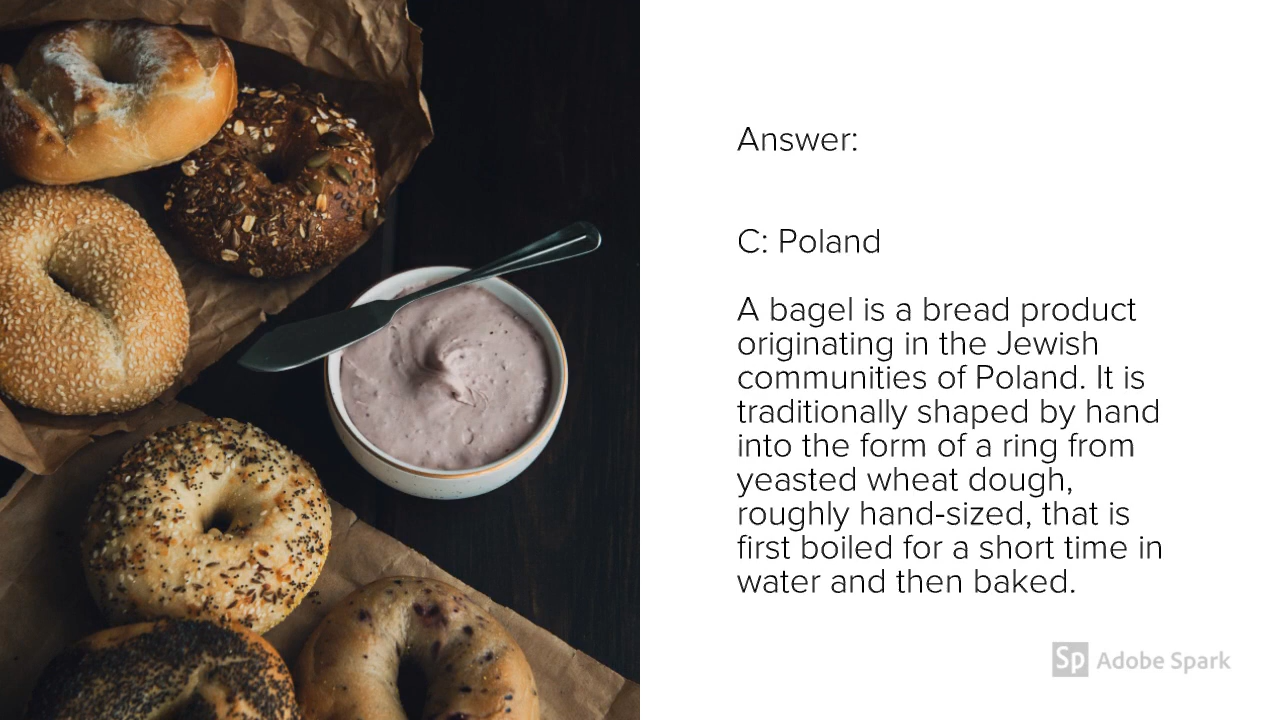 Answer:
C: Poland
A bagel is a bread product
originating in the Jewish
communities of Poland. It is
traditionally shaped by hand
into the form of a ring from
yeasted wheat dough,
roughly hand-sized, that is
first boiled for a short time in
water and then baked.
Sp Adobe Spark